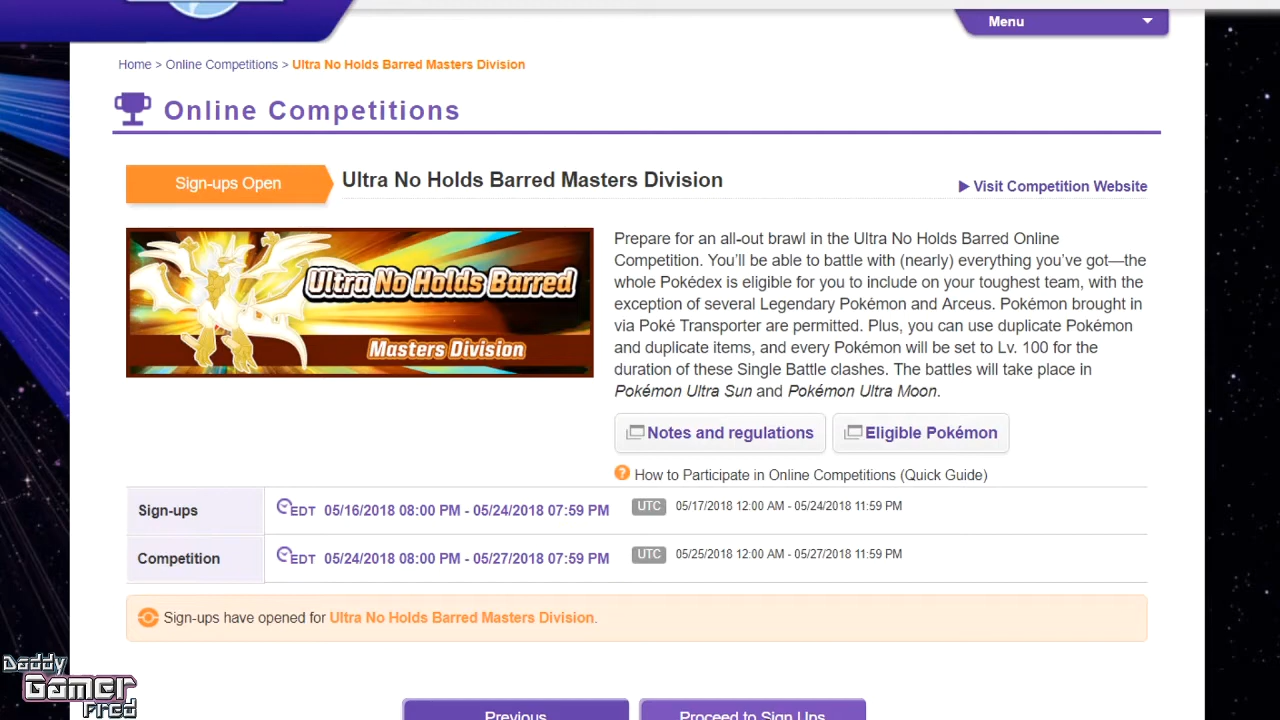 Menu
Home > Online Competitions > Ultra No Holds Barred Masters Division
Online Competitions
Sign-ups Open
Ultra No Holds Barred Masters Division
Visit Competition Website
Ultra No Holds Barred
Masters Division
Prepare for an all-out brawl in the Ultra No Holds Barred Online
Competition. You'll be able to battle with (nearly) everything you've got—the
whole Pokédex is eligible for you to include on your toughest team, with the
exception of several Legendary Pokémon and Arceus. Pokémon brought in
via Poké Transporter are permitted. Plus, you can use duplicate Pokémon
and duplicate items, and every Pokémon will be set to Lv. 100 for the
duration of these Single Battle clashes. The battles will take place in
Pokémon Ultra Sun and Pokémon Ultra Moon.
Notes and regulations
Eligible Pokémon
? How to Participate in Online Competitions (Quick Guide)
Sign-ups EDT 05/16/2018 08:00 PM - 05/24/2018 07:59 PM UTC 05/17/2018 12:00 AM - 05/24/2018 11:59 PM
Competition EDT 05/24/2018 08:00 PM - 05/27/2018 07:59 PM UTC 05/25/2018 12:00 AM - 05/27/2018 11:59 PM
Sign-ups have opened for Ultra No Holds Barred Masters Division.
Daddy
Gamer
Fred
Previous
Proceed to Sign Ups